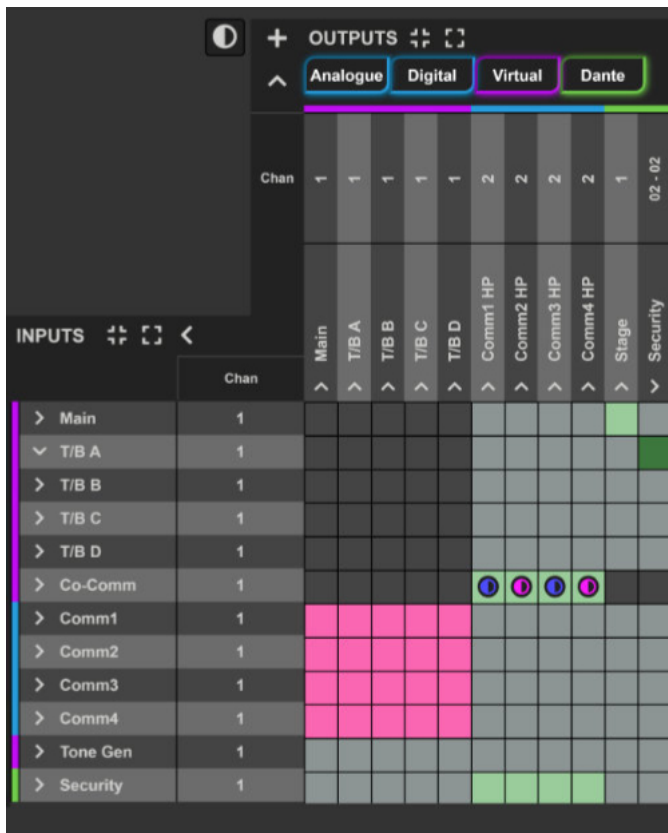 OUTPUTS
Analogue Digital Virtual Dante
Chan 1 1 1 1 1 2 2 2 2 1 02 - 02
Main T/B A T/B B T/B C T/B D Comm1 HP Comm2 HP Comm3 HP Comm4 HP Stage Security
INPUTS
Chan
Main 1
T/B A 1
T/B B 1
T/B C 1
T/B D 1
Co-Comm 1
Comm1 1
Comm2 1
Comm3 1
Comm4 1
Tone Gen 1
Security 1